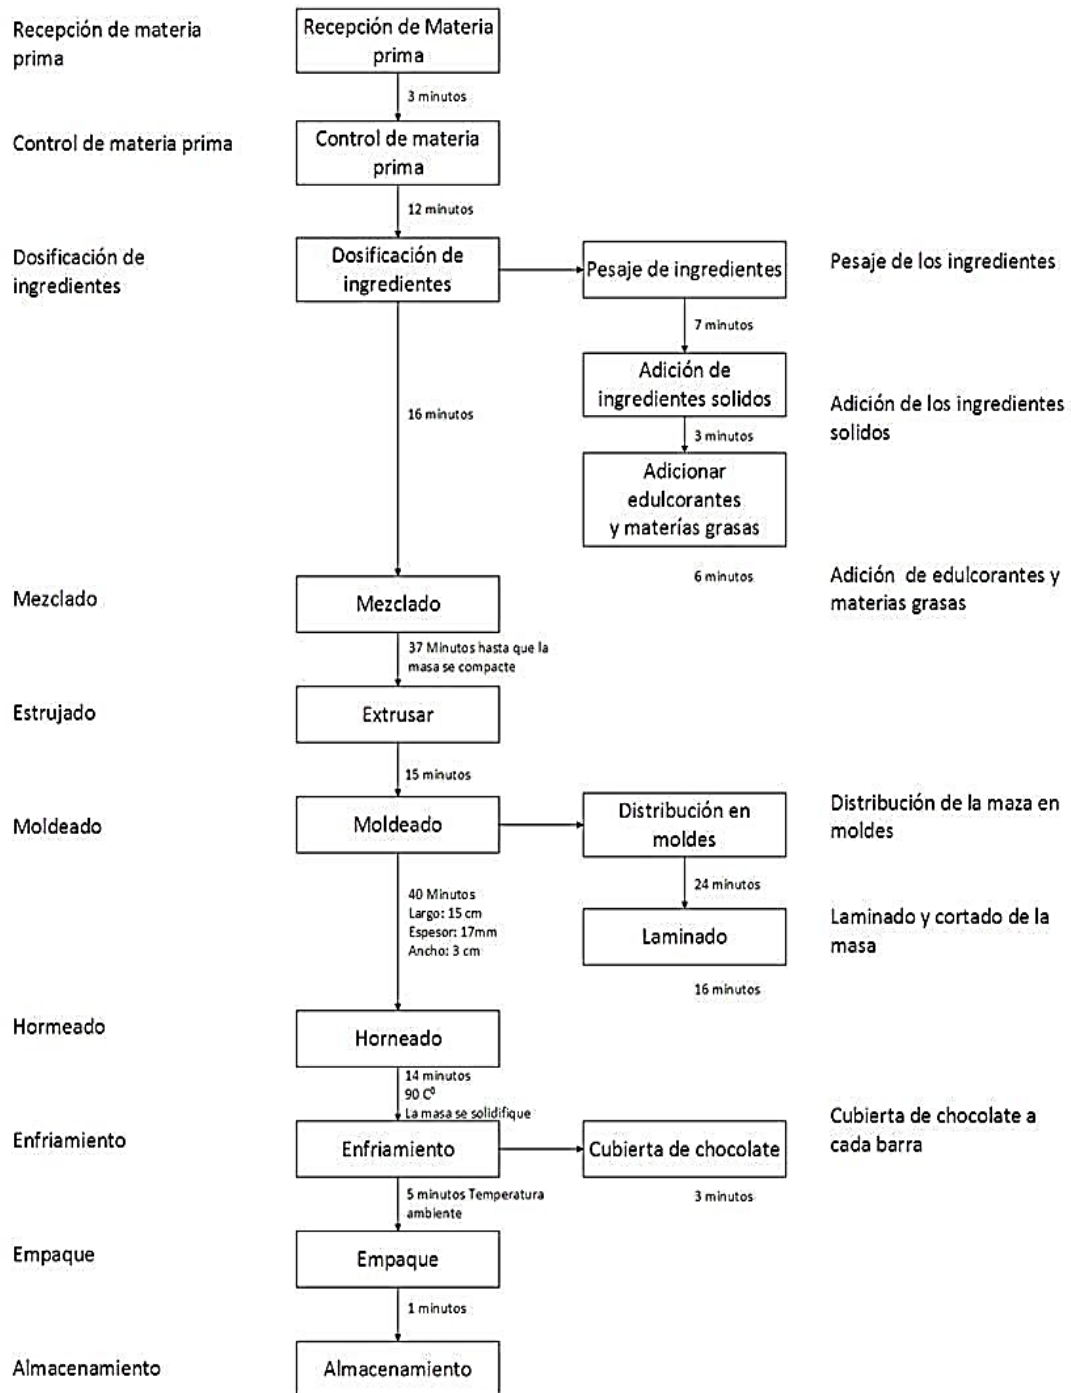 Recepción de materia
prima
Recepción de Materia
prima
3 minutos
Control de materia prima
Control de materia
prima
12 minutos
Dosificación de
ingredientes
Dosificación de
ingredientes
Pesaje de ingredientes
Pesaje de los ingredientes
7 minutos
16 minutos
Adición de
ingredientes solidos
Adición de los ingredientes
solidos
3 minutos
Adicionar
edulcorantes
y materías grasas
6 minutos
Adición de edulcorantes y
materias grasas
Mezclado
Mezclado
37 Minutos hasta que la
masa se compacte
Estrujado
Extrusar
15 minutos
Moldeado
Moldeado
Distribución en
moldes
Distribución de la maza en
moldes
40 Minutos
Largo: 15 cm
Espesor: 17mm
Ancho: 3 cm
24 minutos
Laminado
Laminado y cortado de la
masa
16 minutos
Hormeado
Horneado
14 minutos
90 C⁰
La masa se solidifique
Enfriamiento
Enfriamiento
Cubierta de chocolate
Cubierta de chocolate a
cada barra
3 minutos
5 minutos Temperatura
ambiente
Empaque
Empaque
1 minutos
Almacenamiento
Almacenamiento